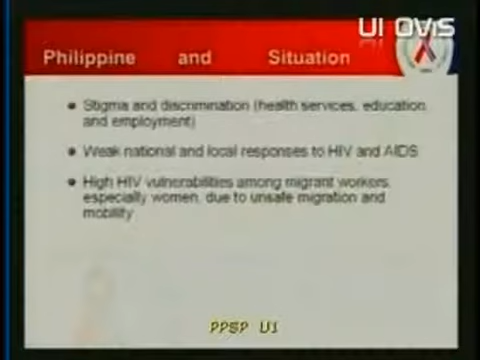 UI OVIS
Philippine and Situation
Stigma and discrimination (health services, education
and employment)
Weak national and local responses to HIV and AIDS
High HIV vulnerabilities among migrant workers,
especially women, due to unsafe migration and
mobility
PPSP U1